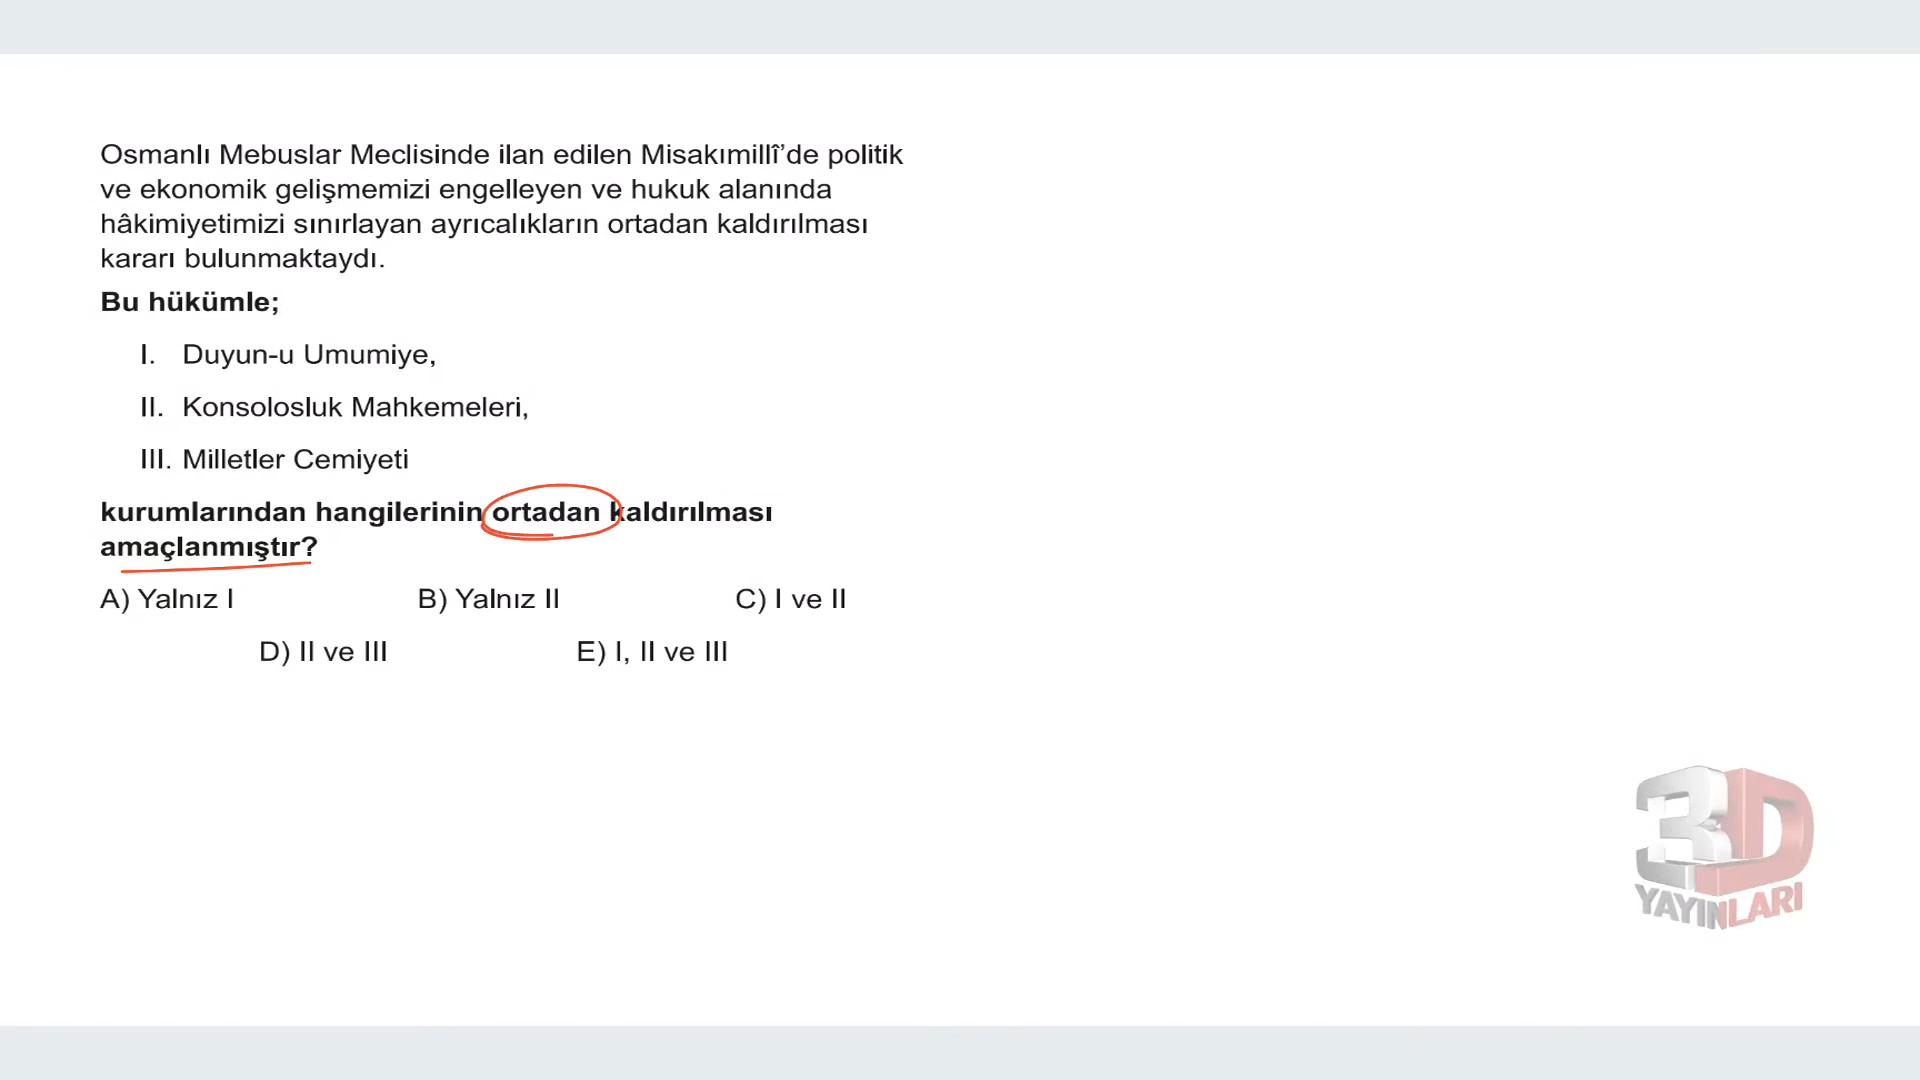 Osmanlı Mebuslar Meclisinde ilan edilen Misakımillî’de politik
ve ekonomik gelişmemizi engelleyen ve hukuk alanında
hâkimiyetimizi sınırlayan ayrıcalıkların ortadan kaldırılması
kararı bulunmaktaydı.
Bu hükümle;
I. Duyun-u Umumiye,
II. Konsolosluk Mahkemeleri,
III. Milletler Cemiyeti
kurumlarından hangilerinin ortadan kaldırılması
amaçlanmıştır?
A) Yalnız I B) Yalnız II C) I ve II
D) II ve III E) I, II ve III
3D
YAYINLARI